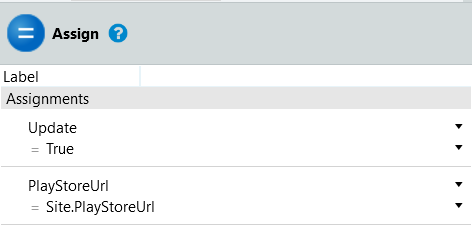 Assign ?
Label
Assignments
Update
= True
PlayStoreUrl
= Site.PlayStoreUrl